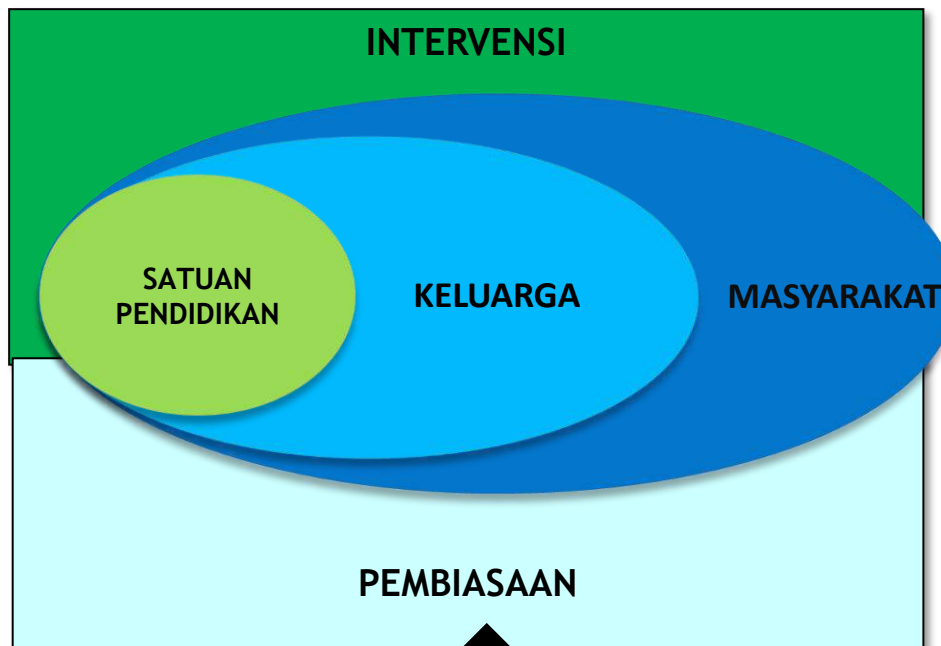 INTERVENSI
SATUAN
PENDIDIKAN
KELUARGA
MASYARAKAT
PEMBIASAAN